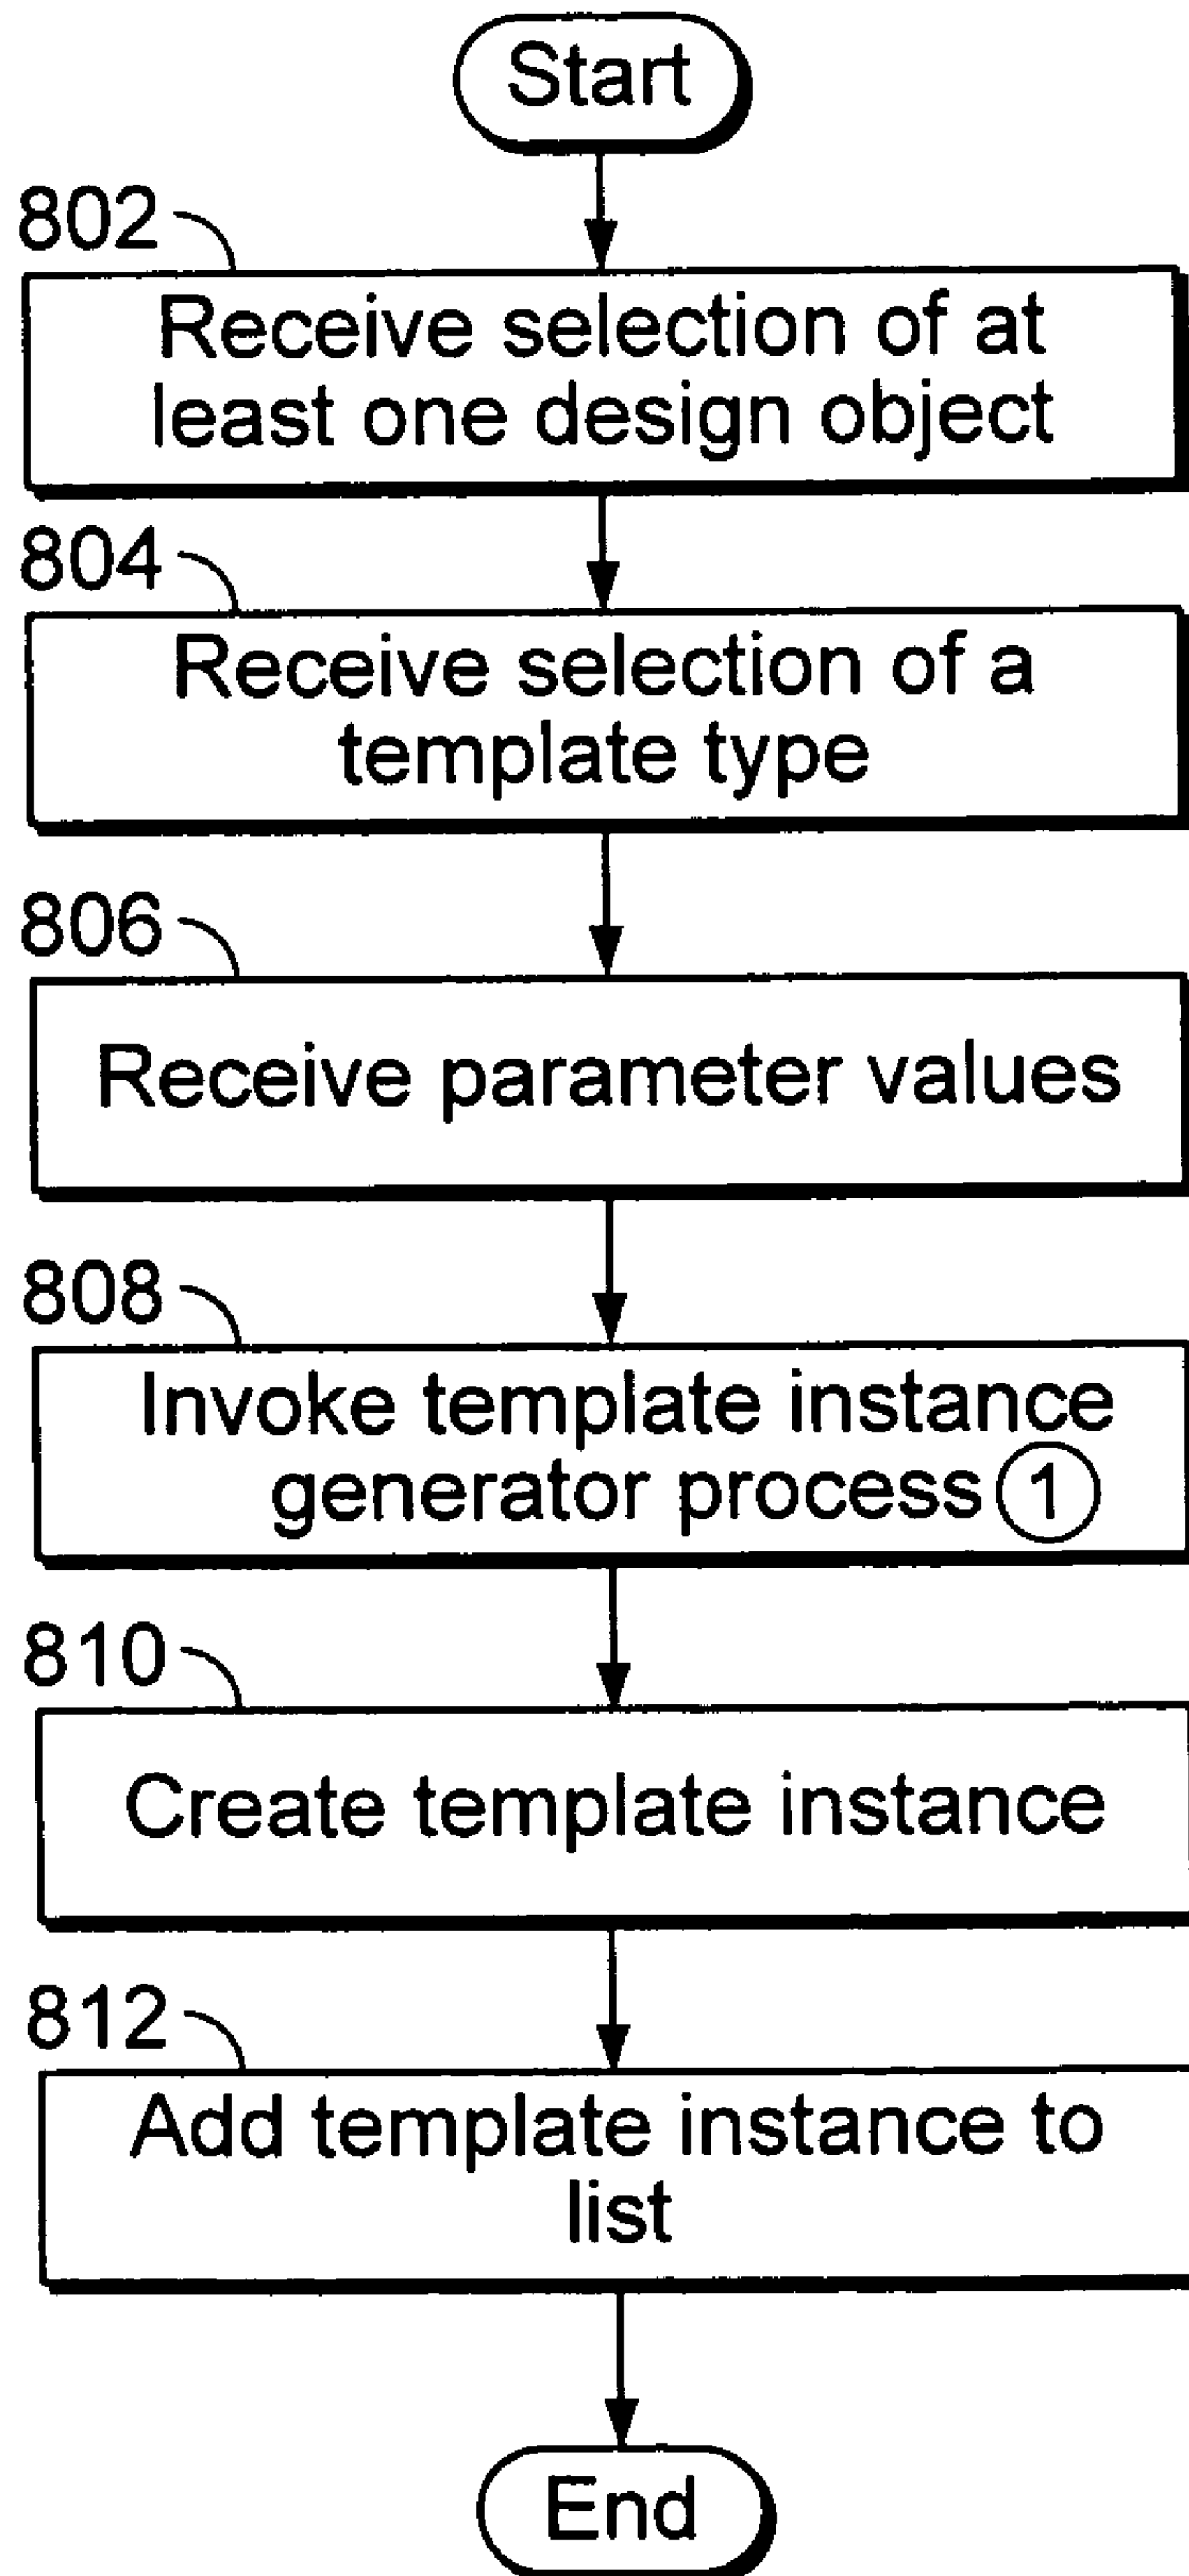 Start
802
Receive selection of at
least one design object
804
Receive selection of a
template type
806
Receive parameter values
808
Invoke template instance
generator process 1
810
Create template instance
812
Add template instance to
list
End